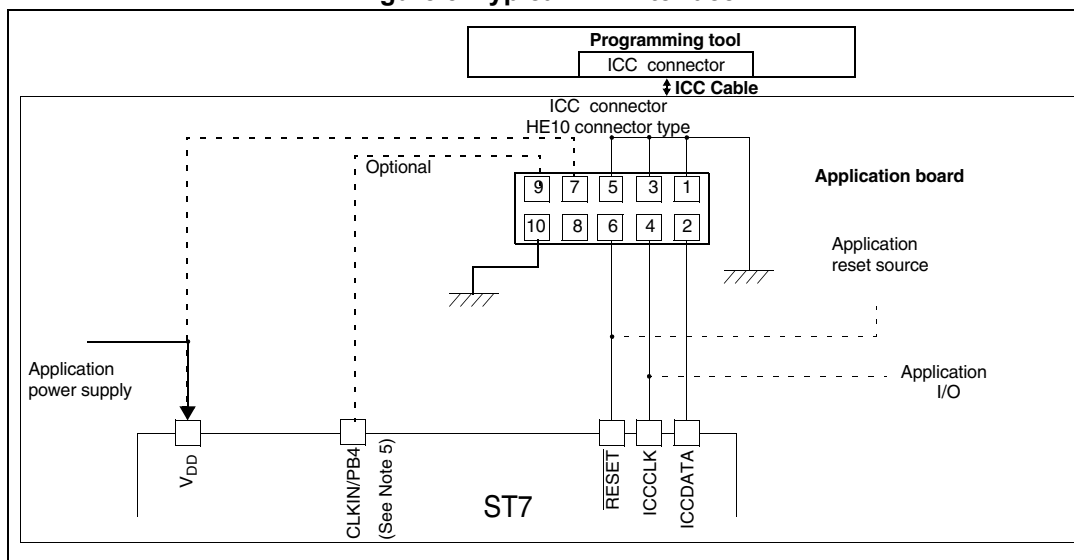 Programming tool
ICC connector
ICC Cable
ICC connector
HE10 connector type
Optional
9 7 5 3 1
10 8 6 4 2
Application board
Application
reset source
Application
power supply
Application
I/O
VDD
CLKIN/PB4
(See Note 5)
RESET
ICCCLK
ICCDATA
ST7